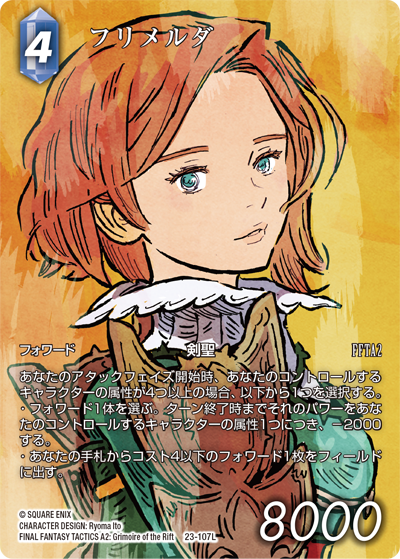 4
フリメルダ
フォワード 剣聖 FFTA2
あなたのアタックフェイズ開始時、あなたのコントロールする
キャラクターの属性が4つ以上の場合、以下から1つを選択する。
・フォワード1体を選ぶ。ターン終了時までそれのパワーをあな
たのコントロールするキャラクターの属性1つにつき、−2000
する。
・あなたの手札からコスト4以下のフォワード1枚をフィールド
に出す。
© SQUARE ENIX
CHARACTER DESIGN: Ryoma Ito
FINAL FANTASY TACTICS A2: Grimoire of the Rift 23-107L
8000